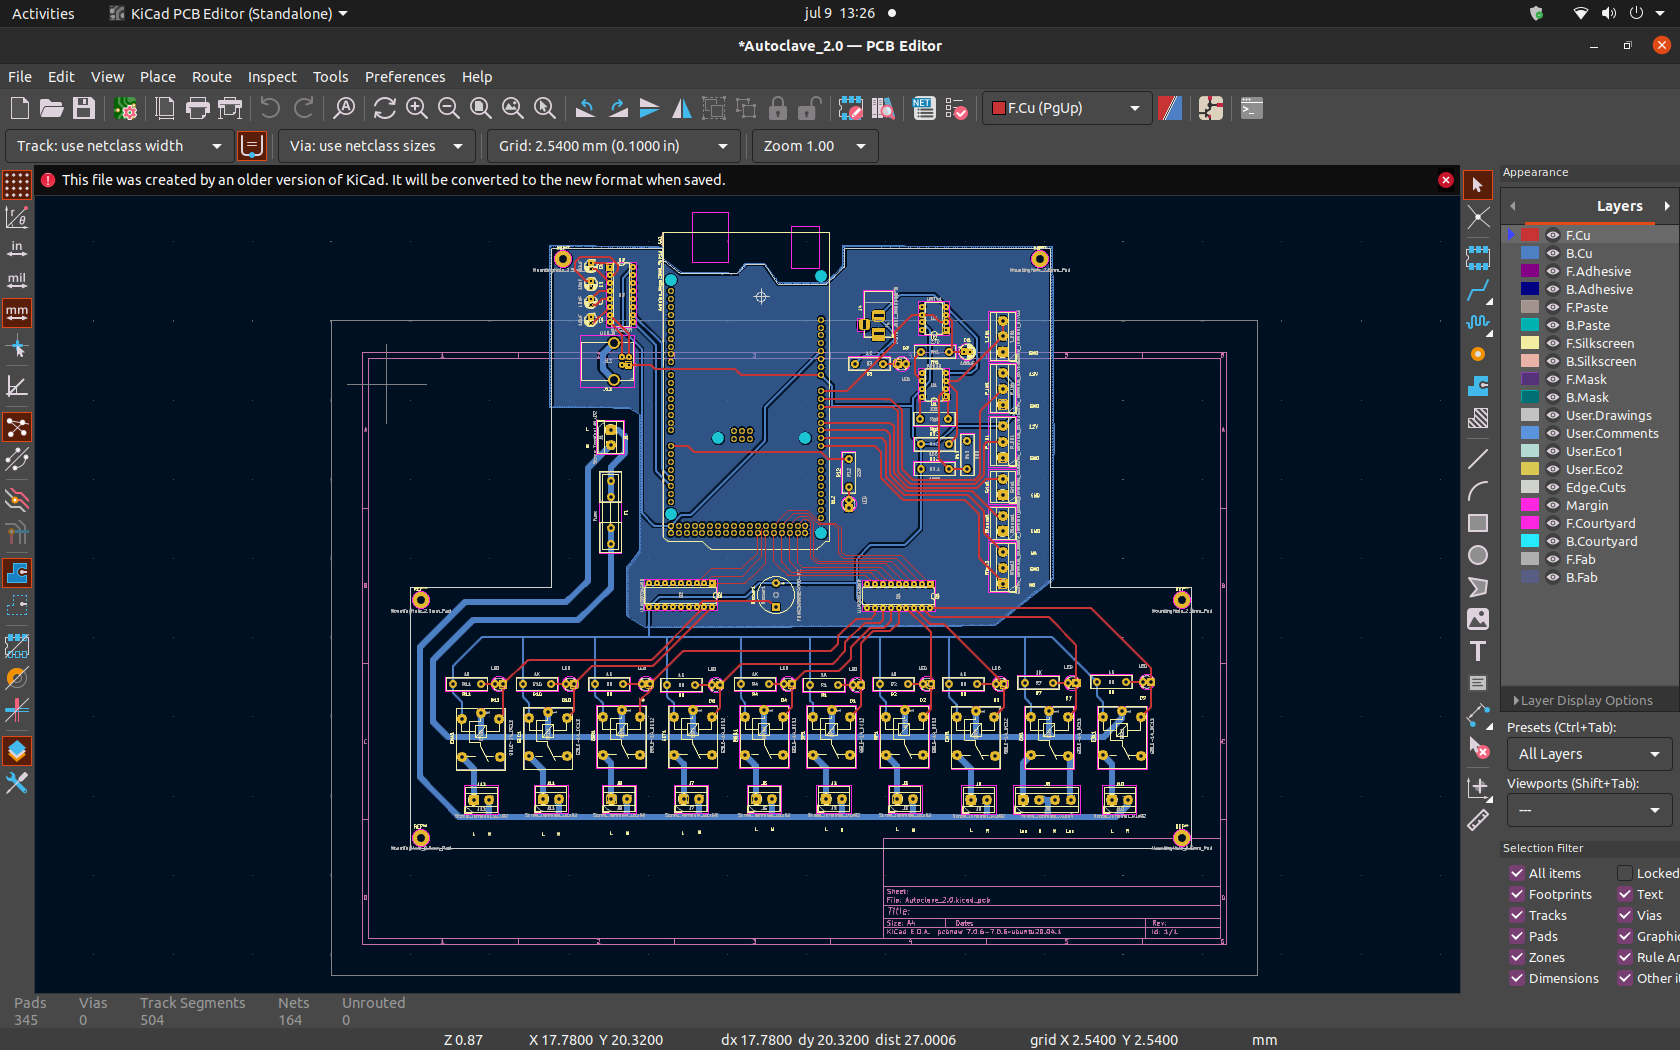 Activities
KiCad PCB Editor (Standalone)
jul 9 13:26
*Autoclave_2.0 — PCB Editor
File Edit View Place Route Inspect Tools Preferences Help
F.Cu (PgUp)
Track: use netclass width
Via: use netclass sizes
Grid: 2.5400 mm (0.1000 in)
Zoom 1.00
This file was created by an older version of KiCad. It will be converted to the new format when saved.
in
mil
mm
NET
Appearance
Layers
F.Cu
B.Cu
F.Adhesive
B.Adhesive
F.Paste
B.Paste
F.Silkscreen
B.Silkscreen
F.Mask
B.Mask
User.Drawings
User.Comments
User.Eco1
User.Eco2
Edge.Cuts
Margin
F.Courtyard
B.Courtyard
F.Fab
B.Fab
Layer Display Options
Presets (Ctrl+Tab):
All Layers
Viewports (Shift+Tab):
---
Selection Filter
All items Locked
Footprints Text
Tracks Vias
Pads Graphic
Zones Rule Ar
Dimensions Other it
Sheet:
File: Autoclave_2.0.kicad_pcb
Title:
Size: A4 Date: Rev:
KiCad E.D.A. pcbnew 7.0.6-7.0.6~ubuntu20.04.1 Id: 1/1
Pads Vias Track Segments Nets Unrouted
345 0 504 164 0
Z 0.87 X 17.7800 Y 20.3200 dx 17.7800 dy 20.3200 dist 27.0006 grid X 2.5400 Y 2.5400 mm